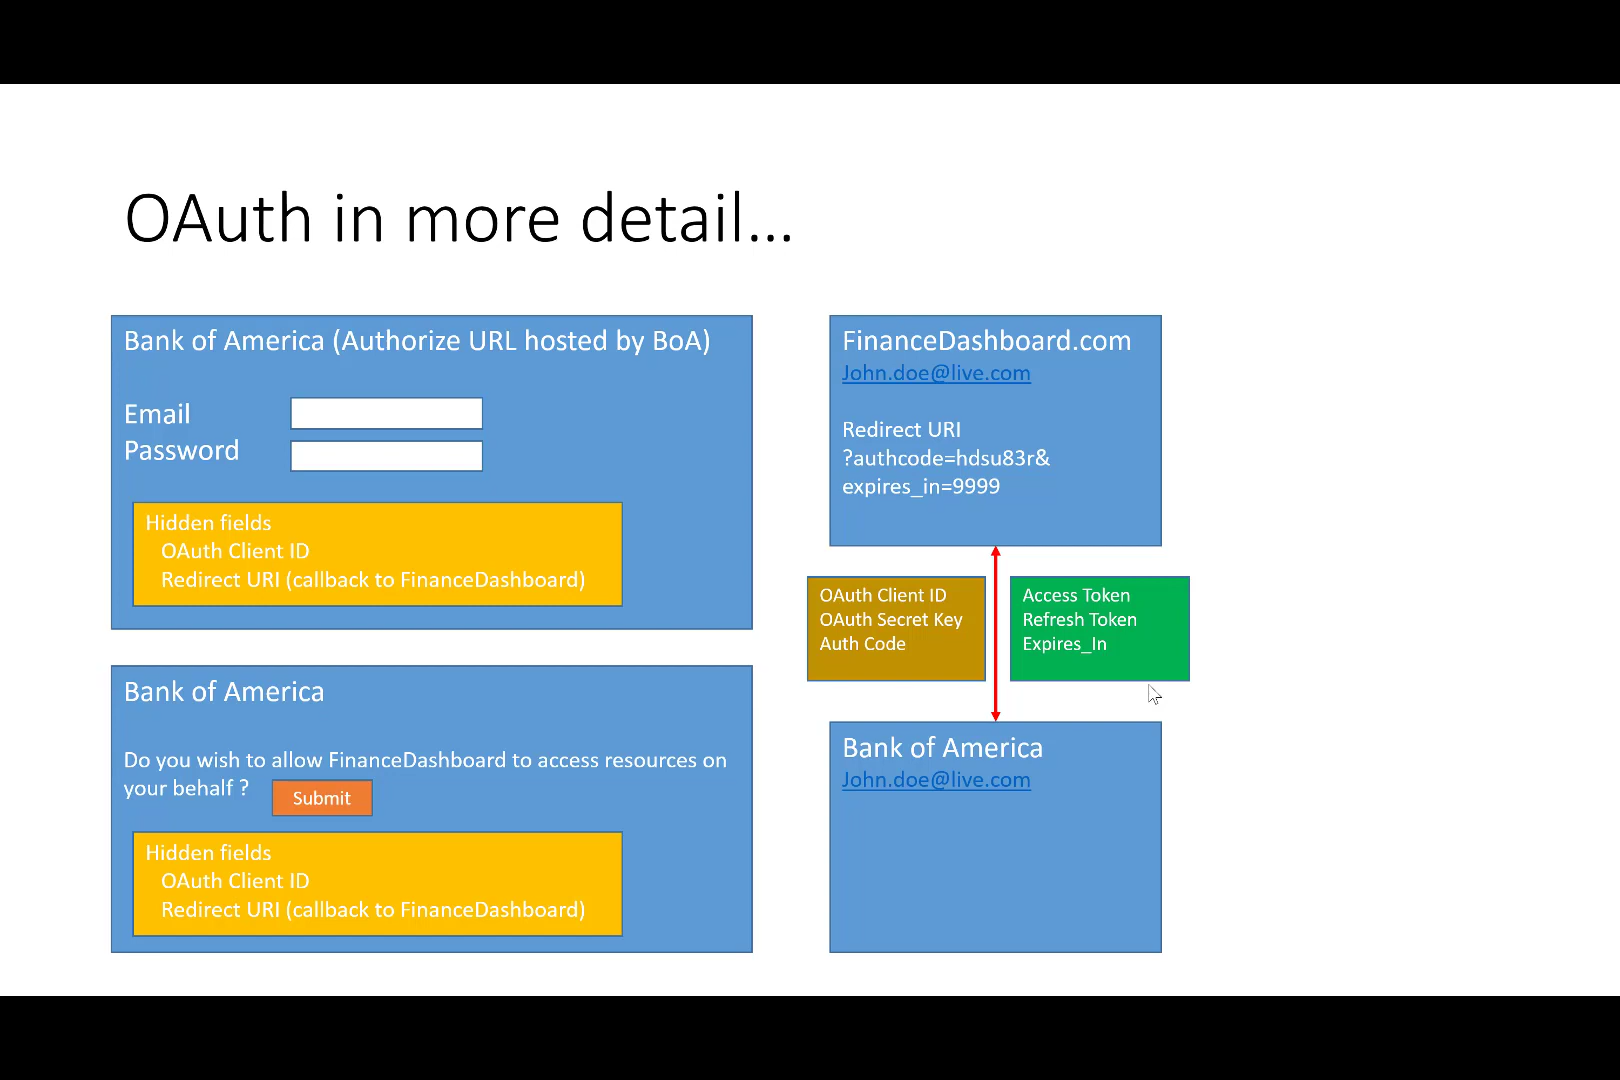 OAuth in more detail...
Bank of America (Authorize URL hosted by BoA)
Email
Password
Hidden fields
OAuth Client ID
Redirect URI (callback to FinanceDashboard)
Bank of America
Do you wish to allow FinanceDashboard to access resources on
your behalf ?
Submit
Hidden fields
OAuth Client ID
Redirect URI (callback to FinanceDashboard)
FinanceDashboard.com
John.doe@live.com
Redirect URI
?authcode=hdsu83r&
expires_in=9999
OAuth Client ID
OAuth Secret Key
Auth Code
Access Token
Refresh Token
Expires_In
Bank of America
John.doe@live.com